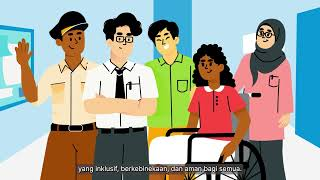 yang inklusif, berkebinekaan, dan aman bagi semua.